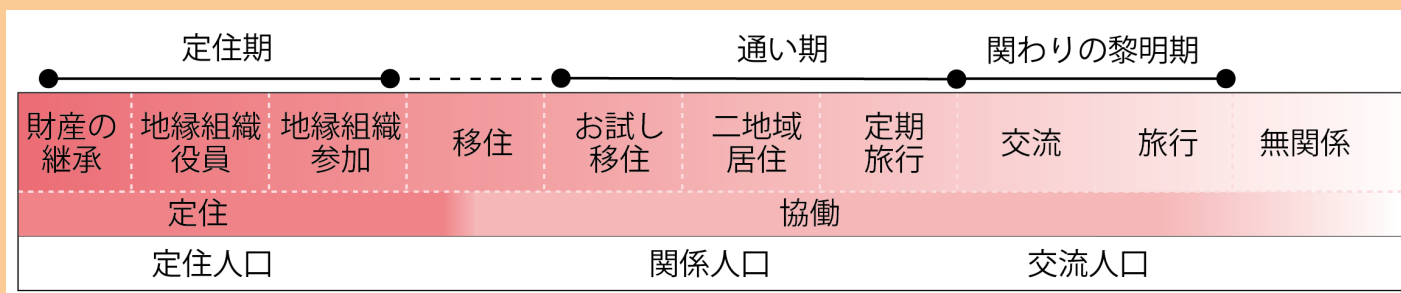 定住期
通い期
関わりの黎明期
財産の
継承
地縁組織
役員
地縁組織
参加
移住
お試し
移住
二地域
居住
定期
旅行
交流
旅行
無関係
定住
協働
定住人口
関係人口
交流人口